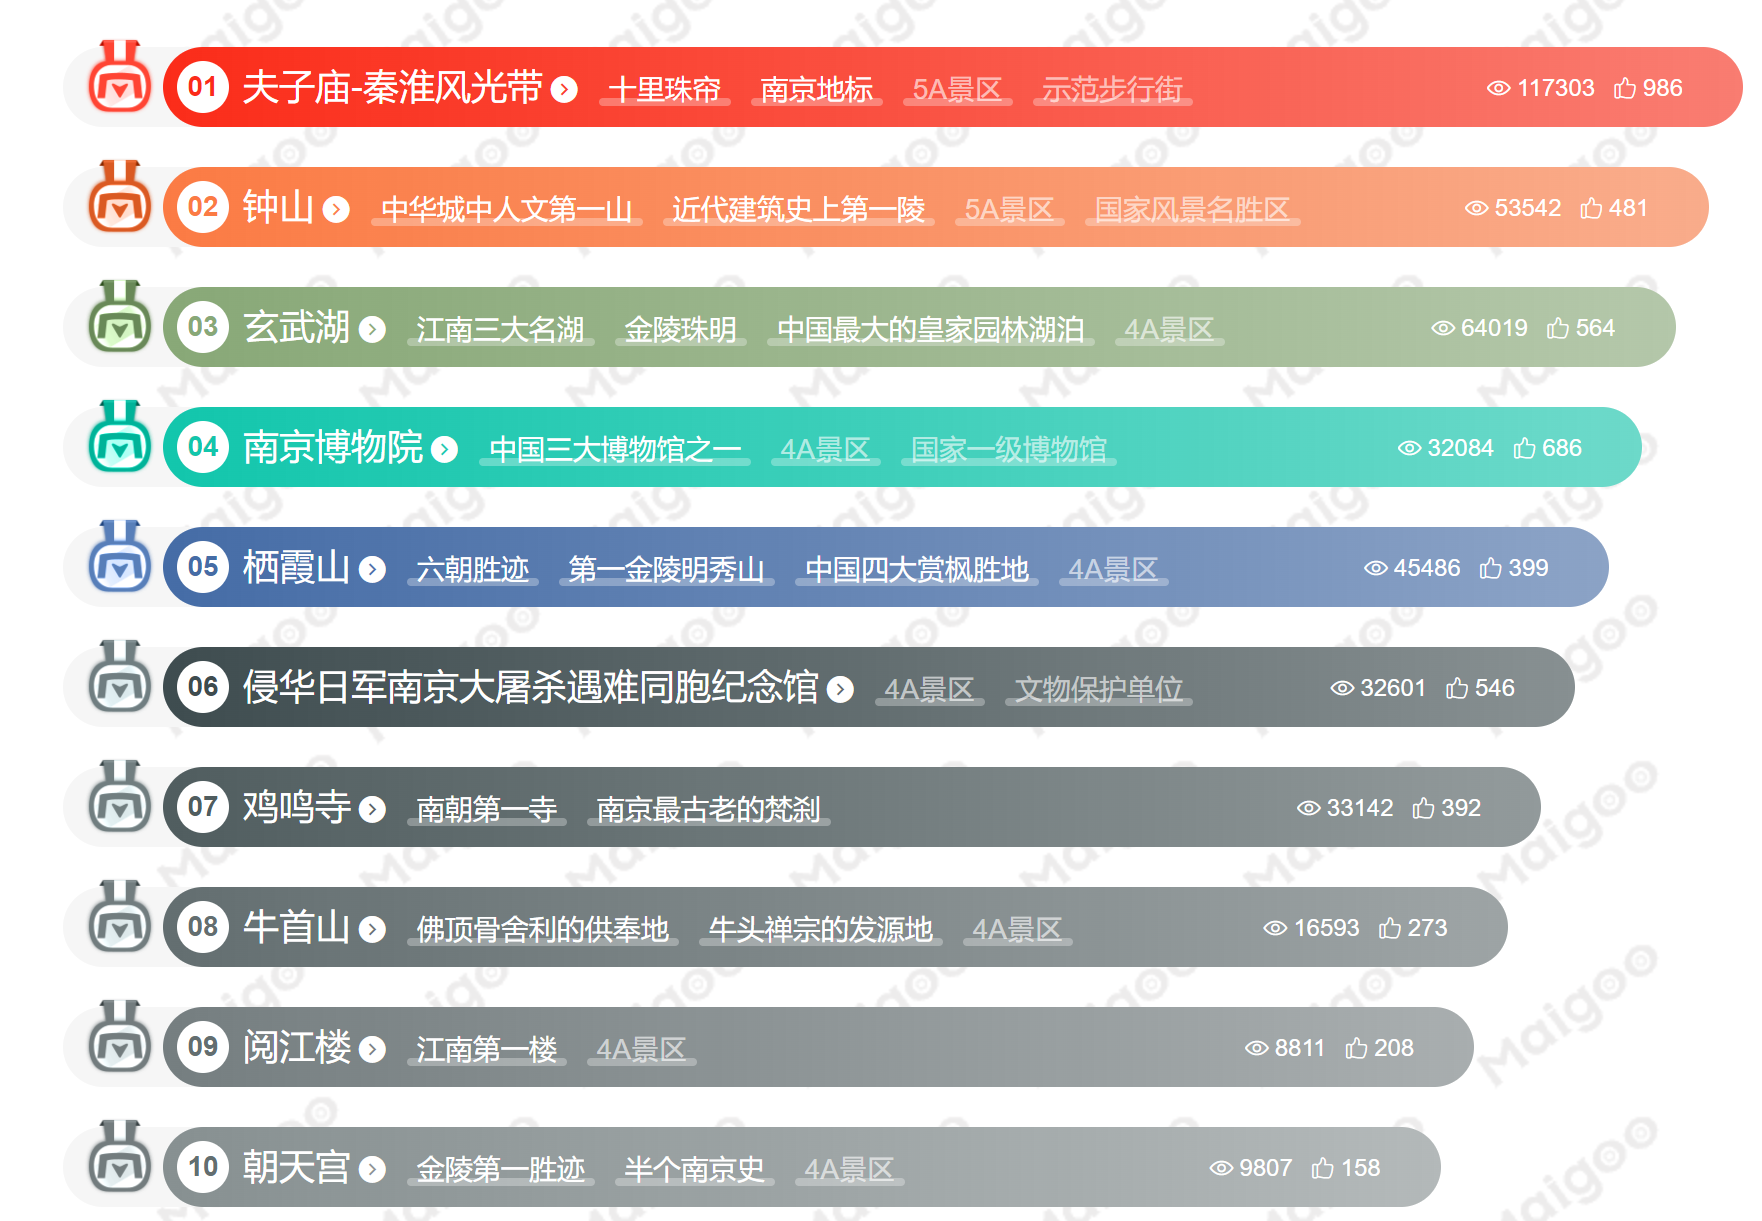 01 夫子庙-秦淮风光带 十里珠帘 南京地标 5A景区 示范步行街 117303 986
02 钟山 中华城中人文第一山 近代建筑史上第一陵 5A景区 国家风景名胜区 53542 481
03 玄武湖 江南三大名湖 金陵珠明 中国最大的皇家园林湖泊 4A景区 64019 564
04 南京博物院 中国三大博物馆之一 4A景区 国家一级博物馆 32084 686
05 栖霞山 六朝胜迹 第一金陵明秀山 中国四大赏枫胜地 4A景区 45486 399
06 侵华日军南京大屠杀遇难同胞纪念馆 4A景区 文物保护单位 32601 546
07 鸡鸣寺 南朝第一寺 南京最古老的梵刹 33142 392
08 牛首山 佛顶骨舍利的供奉地 牛头禅宗的发源地 4A景区 16593 273
09 阅江楼 江南第一楼 4A景区 8811 208
10 朝天宫 金陵第一胜迹 半个南京史 4A景区 9807 158
Maigoo